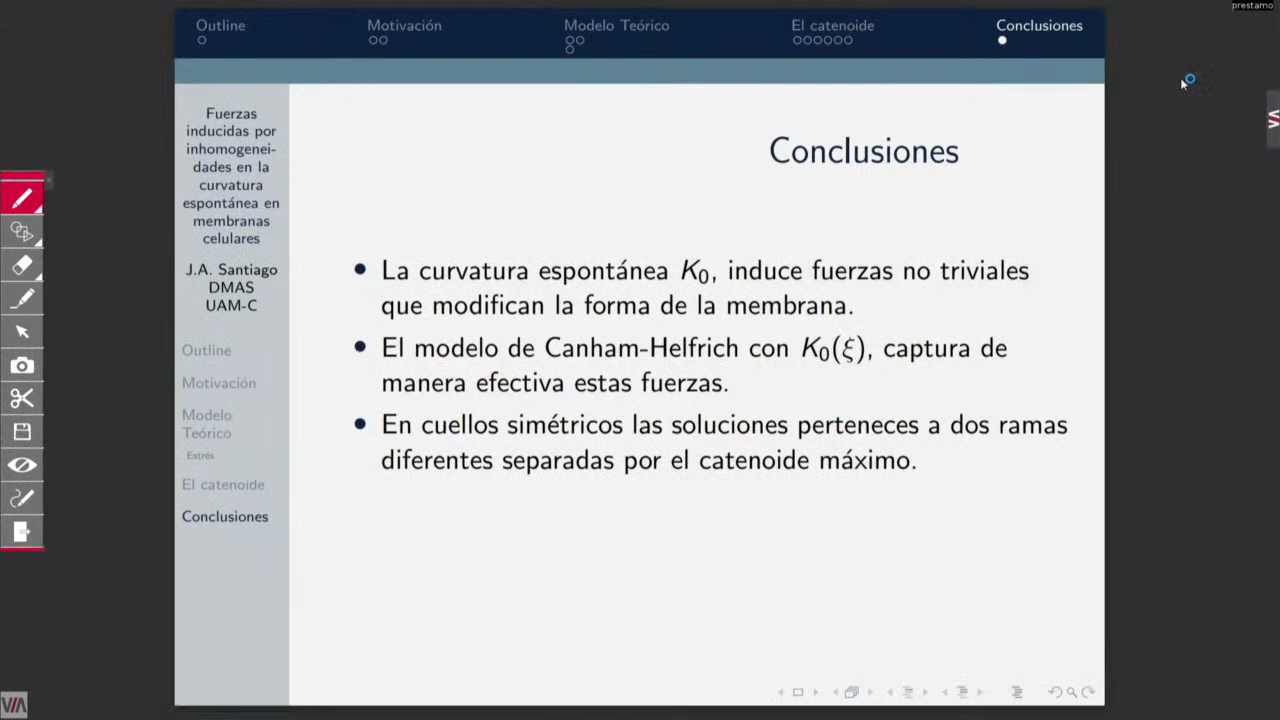 prestamo
Outline
Motivación
Modelo Teórico
El catenoide
Conclusiones
Fuerzas
inducidas por
inhomogenei-
dades en la
curvatura
espontánea en
membranas
celulares
J.A. Santiago
DMAS
UAM-C
Outline
Motivación
Modelo
Teórico
Estrés
El catenoide
Conclusiones
Conclusiones
• La curvatura espontánea K₀, induce fuerzas no triviales
que modifican la forma de la membrana.
• El modelo de Canham-Helfrich con K₀(ξ), captura de
manera efectiva estas fuerzas.
• En cuellos simétricos las soluciones perteneces a dos ramas
diferentes separadas por el catenoide máximo.